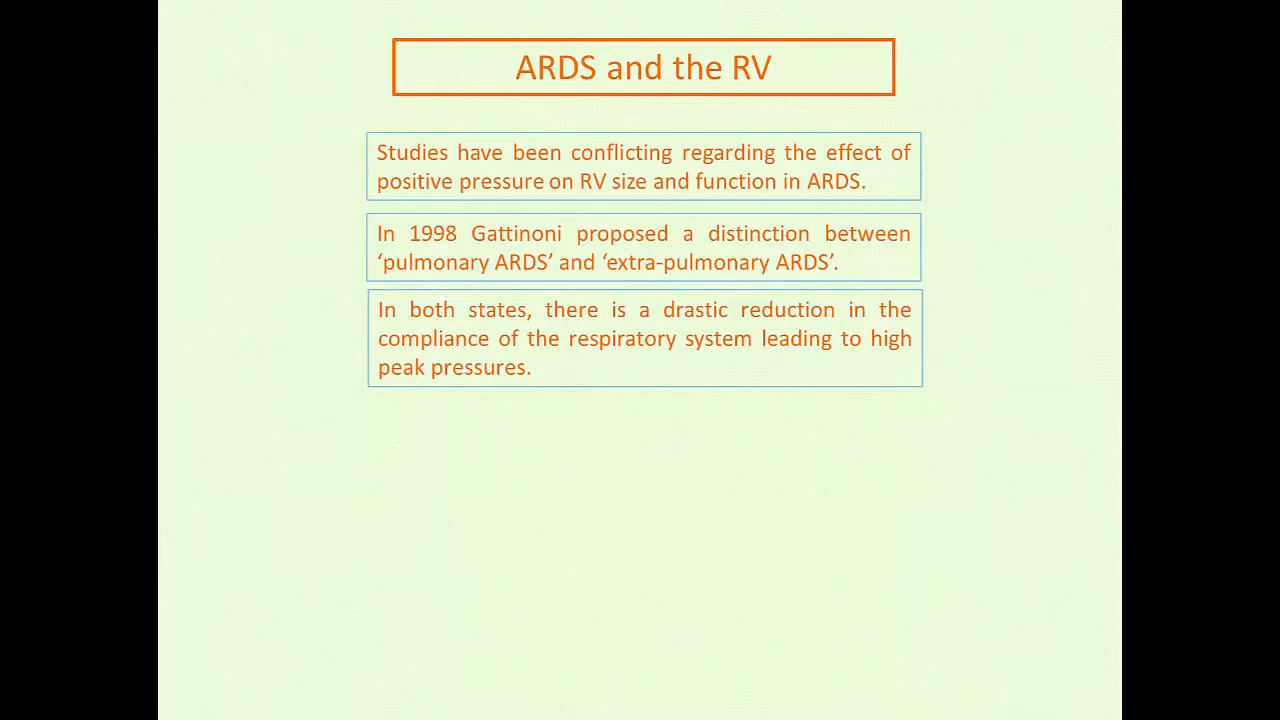 ARDS and the RV
Studies have been conflicting regarding the effect of
positive pressure on RV size and function in ARDS.
In 1998 Gattinoni proposed a distinction between
‘pulmonary ARDS’ and ‘extra-pulmonary ARDS’.
In both states, there is a drastic reduction in the
compliance of the respiratory system leading to high
peak pressures.